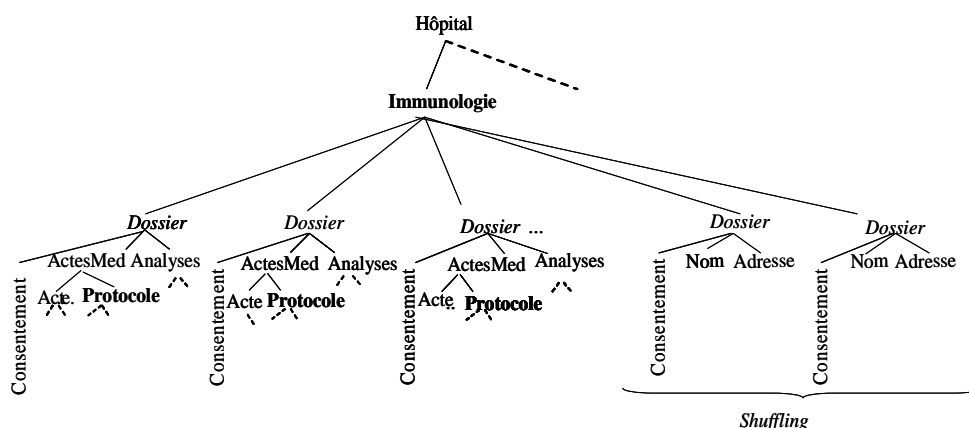 Hôpital
Immunologie
Dossier Dossier Dossier ... Dossier Dossier
ActesMed Analyses ActesMed Analyses ActesMed Analyses Nom Adresse Nom Adresse
Acte. Protocole Acte Protocole Acte .. Protocole
Consentement Consentement Consentement Consentement Consentement
Shuffling